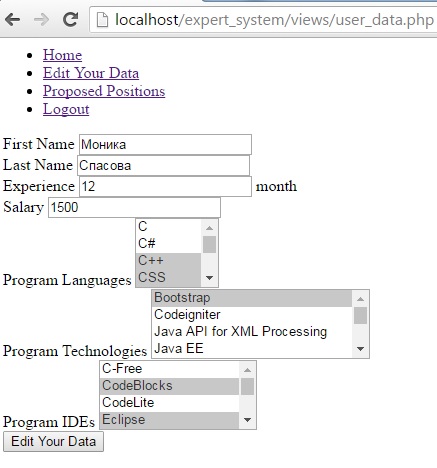 localhost/expert_system/views/user_data.php
Home
Edit Your Data
Proposed Positions
Logout
First Name Моника
Last Name Спасова
Experience 12 month
Salary 1500
C
C#
C++
Program Languages CSS
Bootstrap
Codeigniter
Java API for XML Processing
Program Technologies Java EE
C-Free
CodeBlocks
CodeLite
Program IDEs Eclipse
Edit Your Data